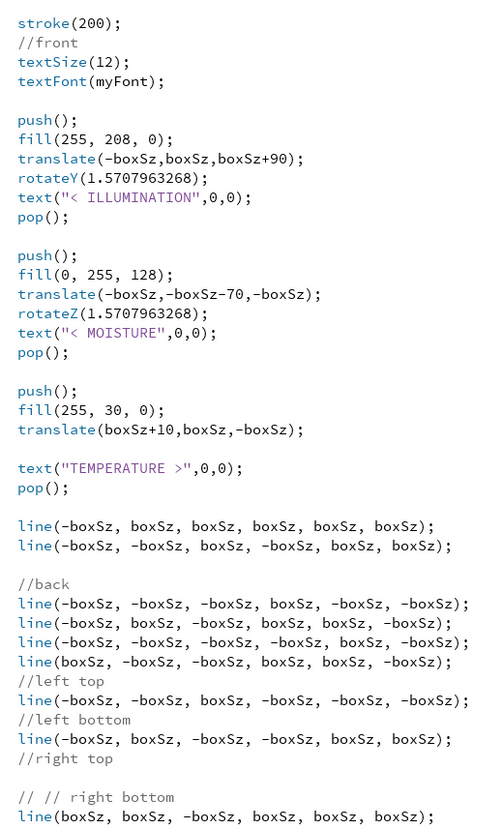 stroke(200);
//front
textSize(12);
textFont(myFont);
push();
fill(255, 208, 0);
translate(-boxSz,boxSz,boxSz+90);
rotateY(1.5707963268);
text("< ILLUMINATION",0,0);
pop();
push();
fill(0, 255, 128);
translate(-boxSz,-boxSz-70,-boxSz);
rotateZ(1.5707963268);
text("< MOISTURE",0,0);
pop();
push();
fill(255, 30, 0);
translate(boxSz+10,boxSz,-boxSz);
text("TEMPERATURE >",0,0);
pop();
line(-boxSz, boxSz, boxSz, boxSz, boxSz, boxSz);
line(-boxSz, -boxSz, boxSz, -boxSz, boxSz, boxSz);
//back
line(-boxSz, -boxSz, -boxSz, boxSz, -boxSz, -boxSz);
line(-boxSz, boxSz, -boxSz, boxSz, boxSz, -boxSz);
line(-boxSz, -boxSz, -boxSz, -boxSz, boxSz, -boxSz);
line(boxSz, -boxSz, -boxSz, boxSz, boxSz, -boxSz);
//left top
line(-boxSz, -boxSz, boxSz, -boxSz, -boxSz, -boxSz);
//left bottom
line(-boxSz, boxSz, -boxSz, -boxSz, boxSz, boxSz);
//right top
// // right bottom
line(boxSz, boxSz, -boxSz, boxSz, boxSz, boxSz);